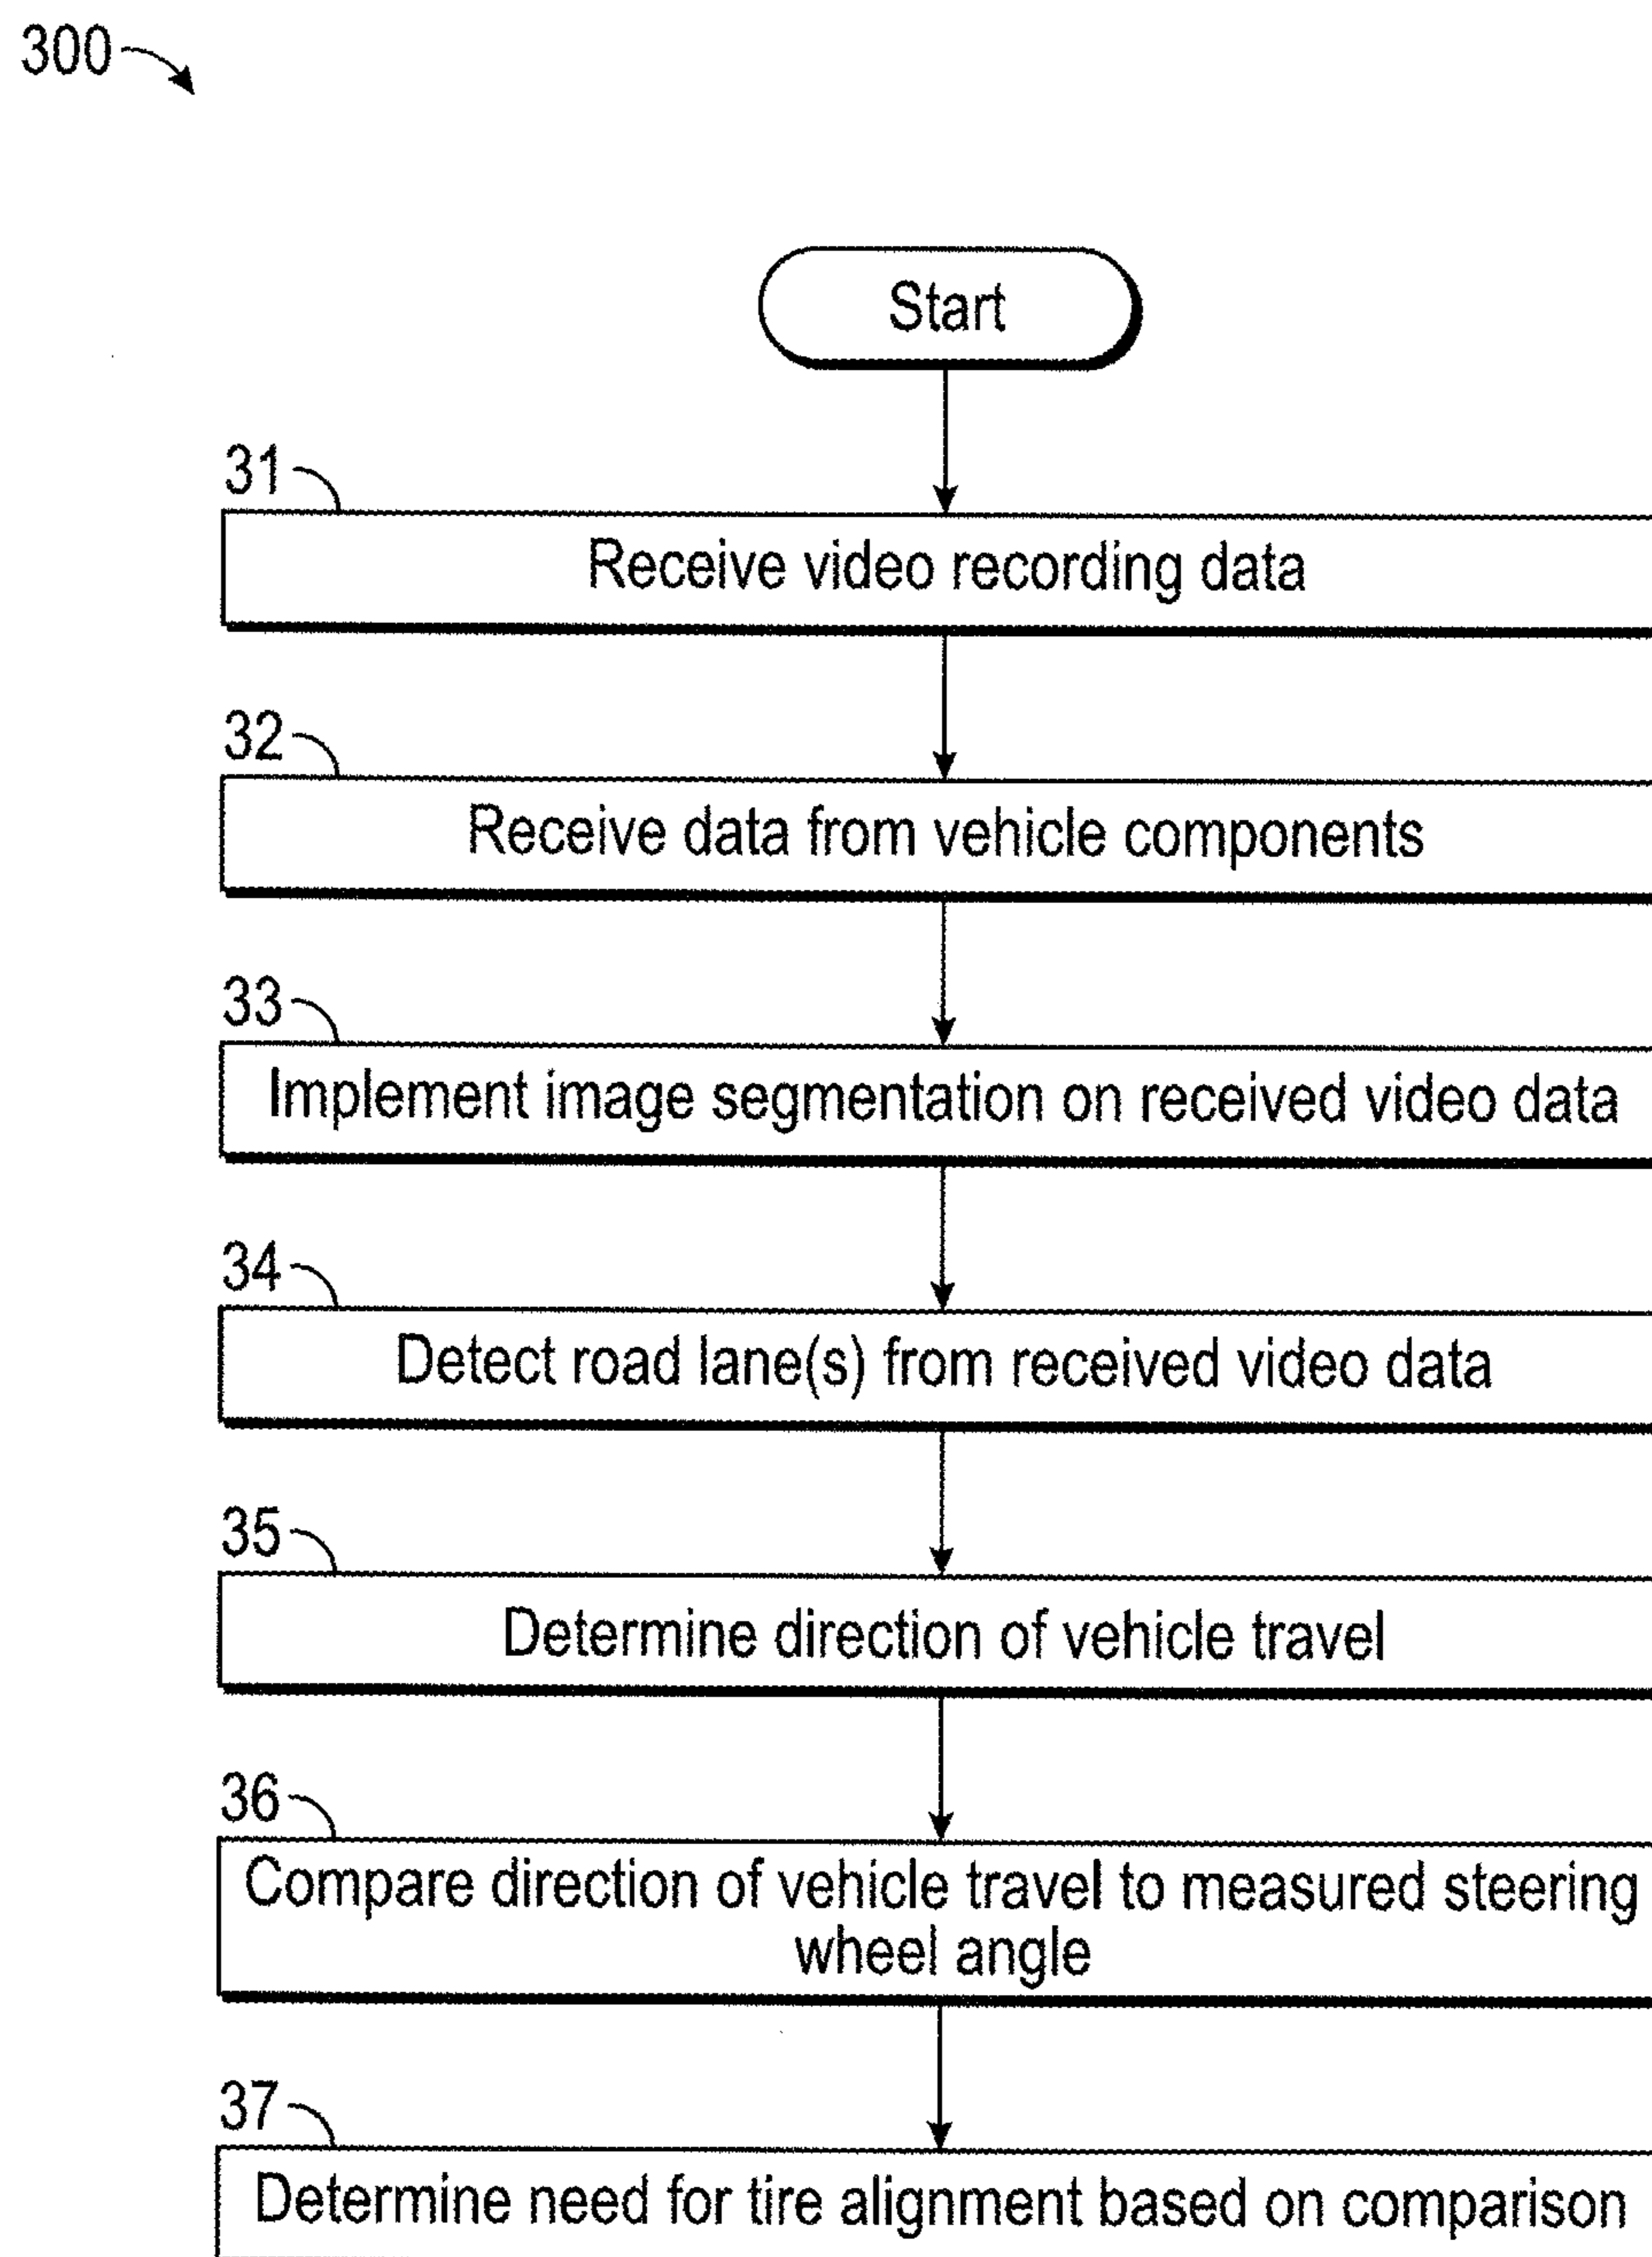 300
Start
31
Receive video recording data
32
Receive data from vehicle components
33
Implement image segmentation on received video data
34
Detect road lane(s) from received video data
35
Determine direction of vehicle travel
36
Compare direction of vehicle travel to measured steering
wheel angle
37
Determine need for tire alignment based on comparison